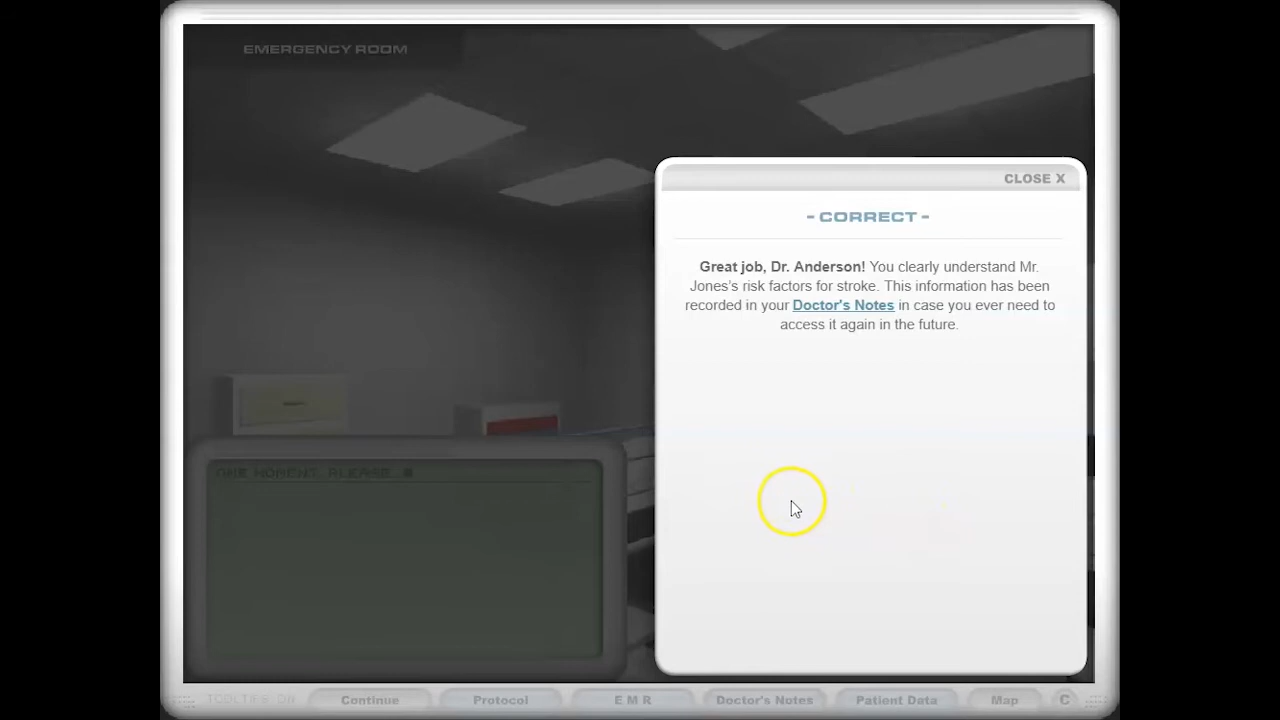 EMERGENCY ROOM
CLOSE X
- CORRECT -
Great job, Dr. Anderson! You clearly understand Mr.
Jones's risk factors for stroke. This information has been
recorded in your Doctor's Notes in case you ever need to
access it again in the future.
ONE MOMENT, PLEASE...
TOOLTIPS ON Continue Protocol E M R Doctor's Notes Patient Data Map C